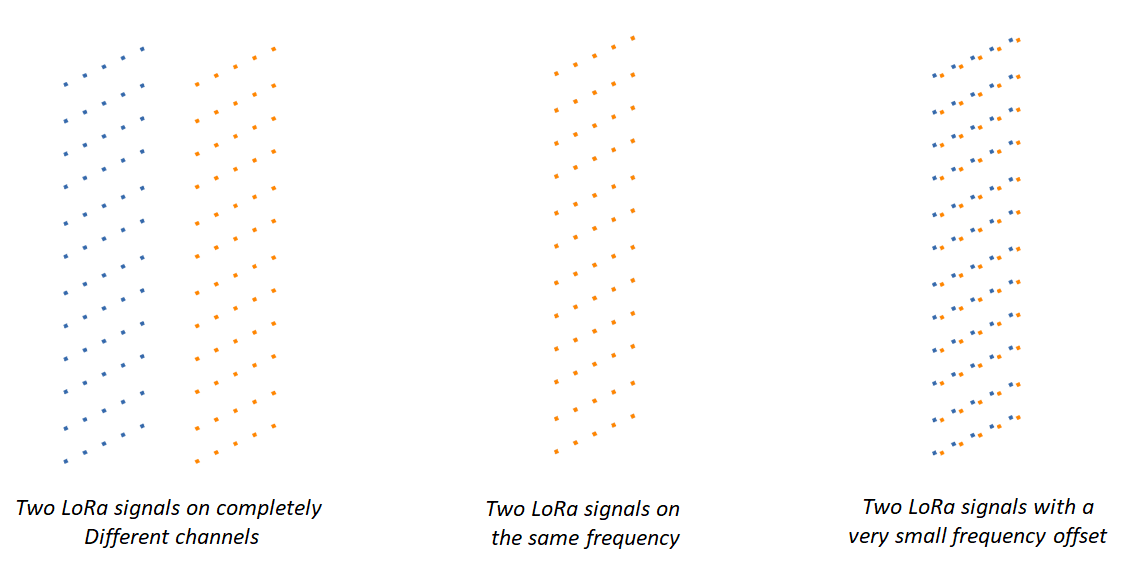 Two LoRa signals on completely
Different channels
Two LoRa signals on
the same frequency
Two LoRa signals with a
very small frequency offset